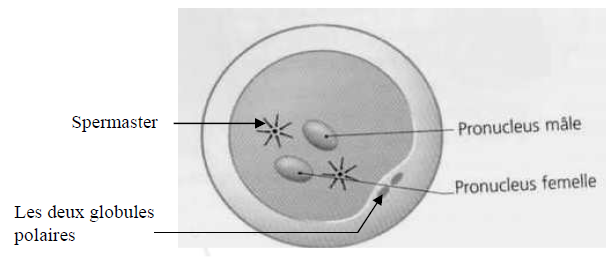 Spermaster
Pronucleus mâle
Pronucleus femelle
Les deux globules
polaires